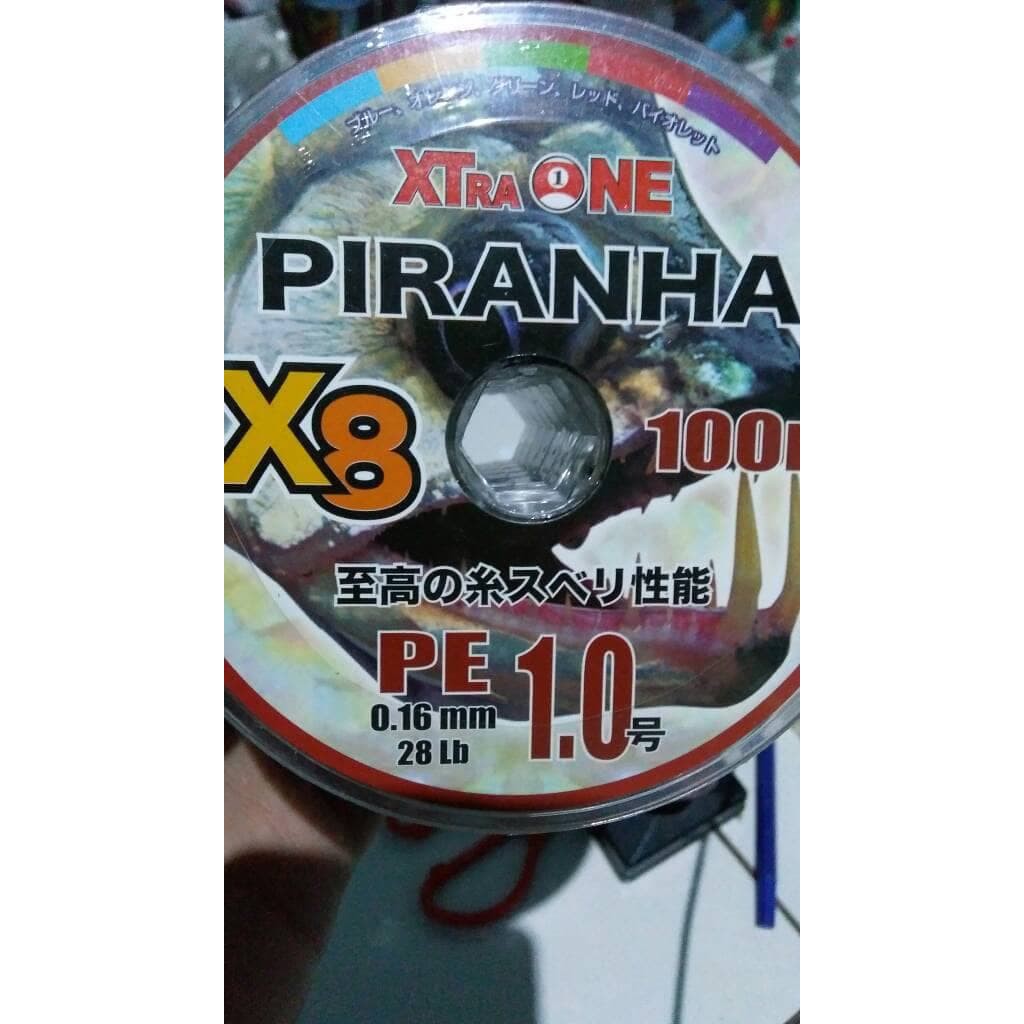 ブルー、オレンジ、グリーン、レッド、バイオレット
XTRA 1 ONE
PIRANHA
X8
100
至高の糸スベリ性能
PE 1.0号
0.16 mm
28 Lb